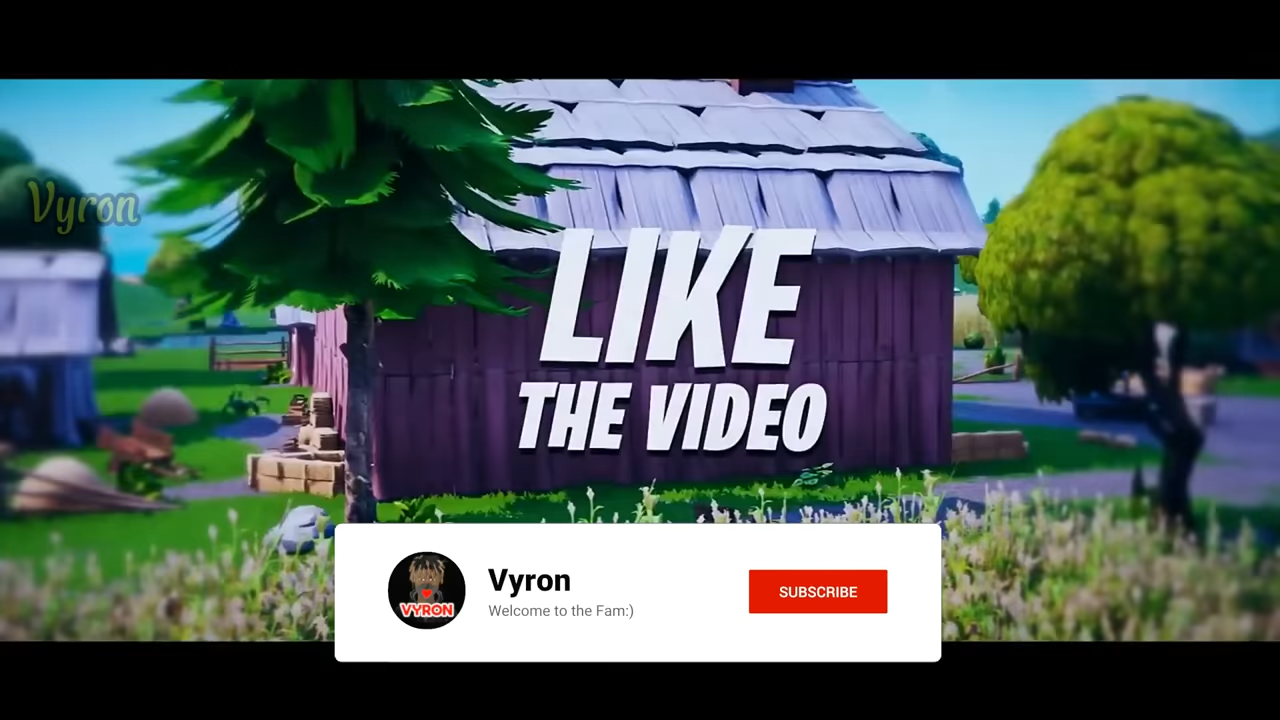 Vyron
LIKE
THE VIDEO
VYRON
Vyron
Welcome to the Fam:)
SUBSCRIBE